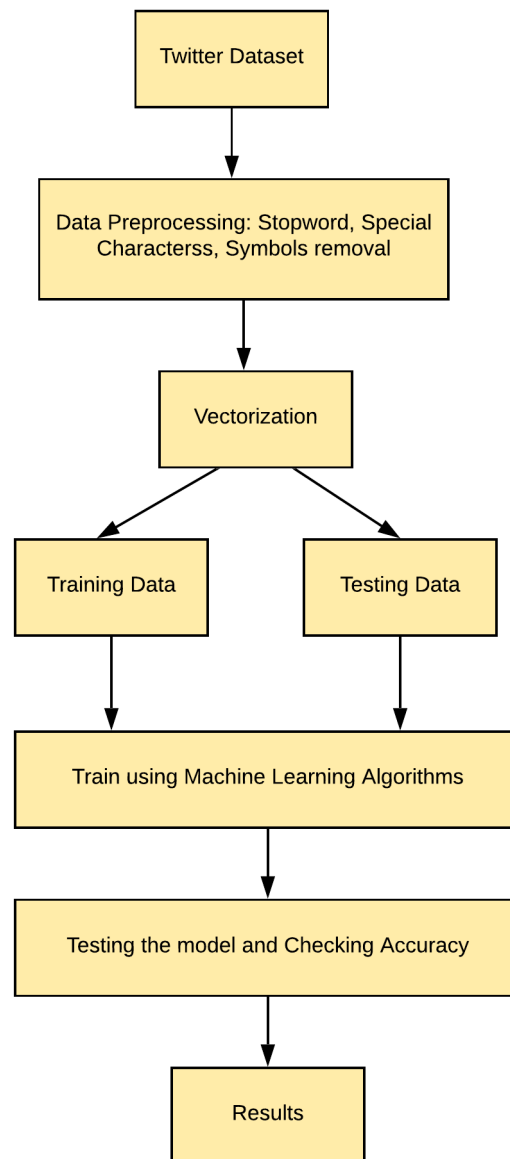 Twitter Dataset
Data Preprocessing: Stopword, Special
Characterss, Symbols removal
Vectorization
Training Data
Testing Data
Train using Machine Learning Algorithms
Testing the model and Checking Accuracy
Results